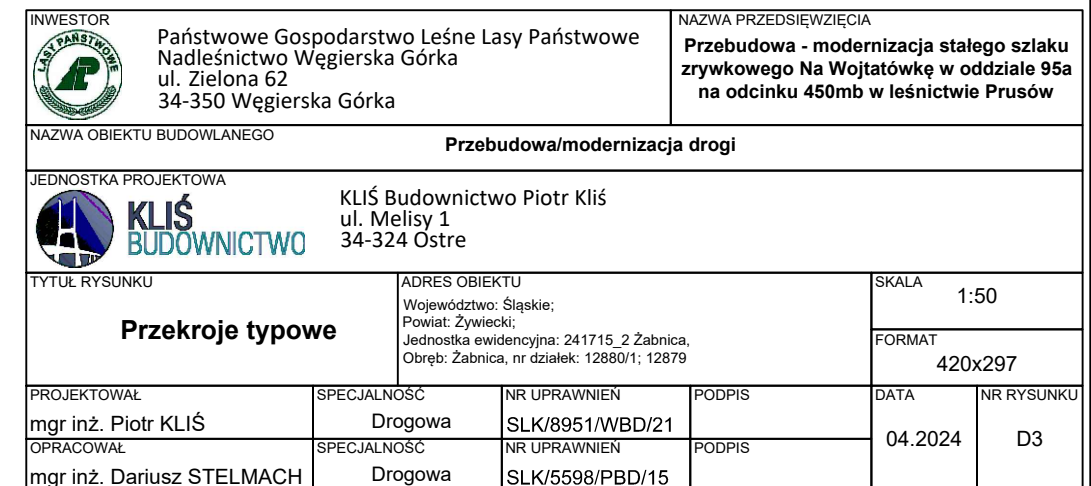 INWESTOR
LASY PAŃSTWOWE
Państwowe Gospodarstwo Leśne Lasy Państwowe
Nadleśnictwo Węgierska Górka
ul. Zielona 62
34-350 Węgierska Górka
NAZWA PRZEDSIĘWZIĘCIA
Przebudowa - modernizacja stałego szlaku
zrywkowego Na Wojtatówkę w oddziale 95a
na odcinku 450mb w leśnictwie Prusów
NAZWA OBIEKTU BUDOWLANEGO
Przebudowa/modernizacja drogi
JEDNOSTKA PROJEKTOWA
KLIŚ
BUDOWNICTWO
KLIŚ Budownictwo Piotr Kliś
ul. Melisy 1
34-324 Ostre
TYTUŁ RYSUNKU
Przekroje typowe
ADRES OBIEKTU
Województwo: Śląskie;
Powiat: Żywiecki;
Jednostka ewidencyjna: 241715_2 Żabnica,
Obręb: Żabnica, nr działek: 12880/1; 12879
SKALA
1:50
FORMAT
420x297
PROJEKTOWAŁ
mgr inż. Piotr KLIŚ
SPECJALNOŚĆ
Drogowa
NR UPRAWNIEŃ
SLK/8951/WBD/21
PODPIS
DATA
04.2024
NR RYSUNKU
D3
OPRACOWAŁ
mgr inż. Dariusz STELMACH
SPECJALNOŚĆ
Drogowa
NR UPRAWNIEŃ
SLK/5598/PBD/15
PODPIS